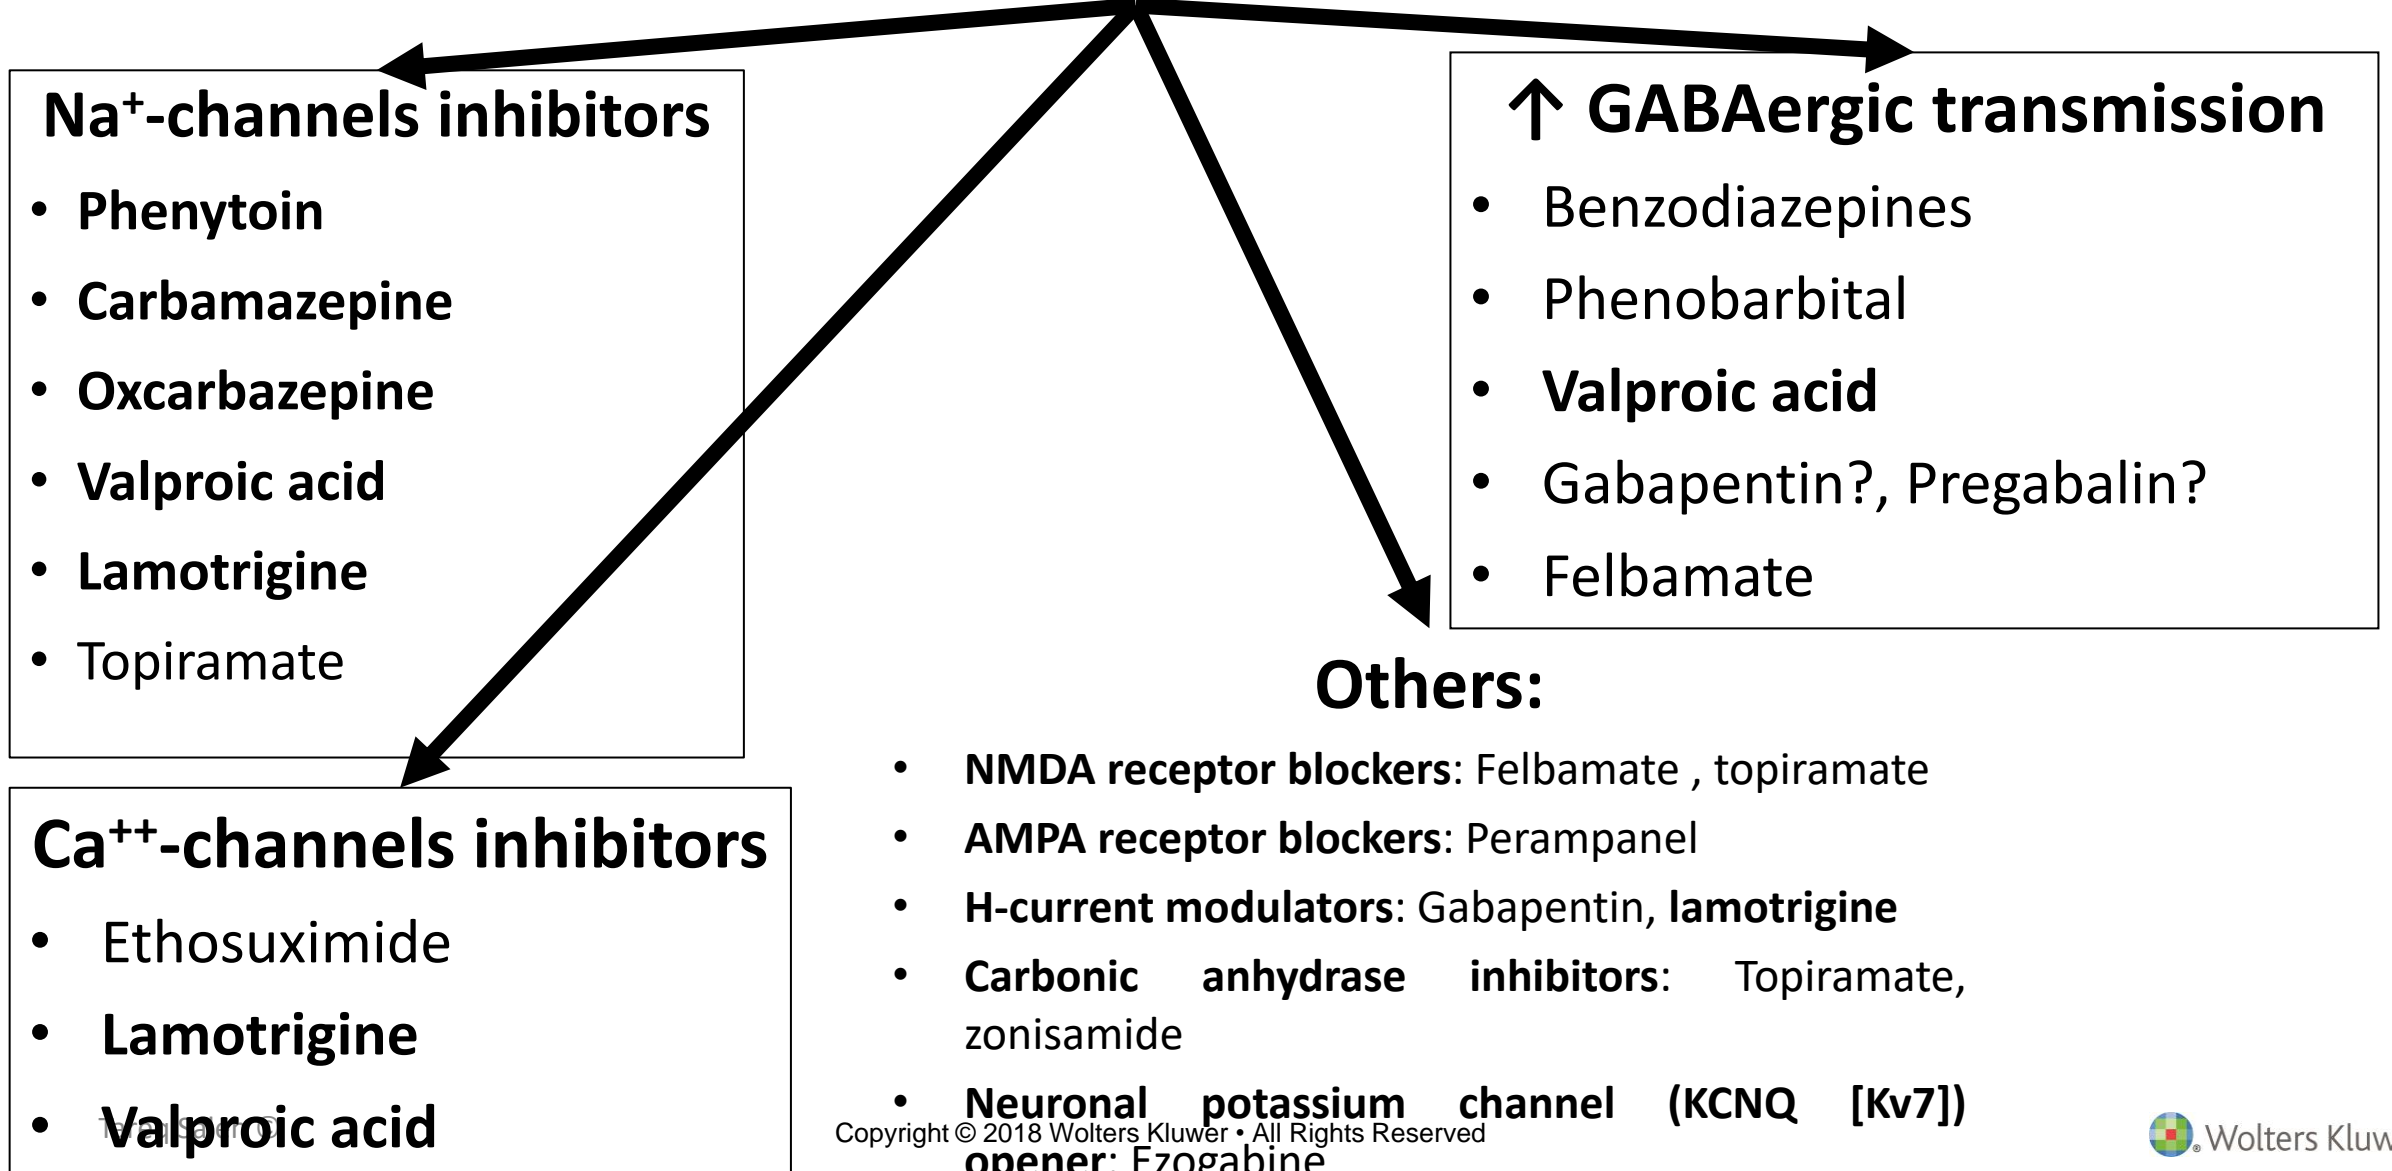 Na⁺-channels inhibitors
• Phenytoin
• Carbamazepine
• Oxcarbazepine
• Valproic acid
• Lamotrigine
• Topiramate
Ca⁺⁺-channels inhibitors
• Ethosuximide
• Lamotrigine
• Valproic acid
↑ GABAergic transmission
• Benzodiazepines
• Phenobarbital
• Valproic acid
• Gabapentin?, Pregabalin?
• Felbamate
Others:
• NMDA receptor blockers: Felbamate , topiramate
• AMPA receptor blockers: Perampanel
• H-current modulators: Gabapentin, lamotrigine
• Carbonic anhydrase inhibitors: Topiramate,
zonisamide
• Neuronal potassium channel (KCNQ [Kv7])
opener: Ezogabine
Copyright © 2018 Wolters Kluwer • All Rights Reserved
Wolters Kluw